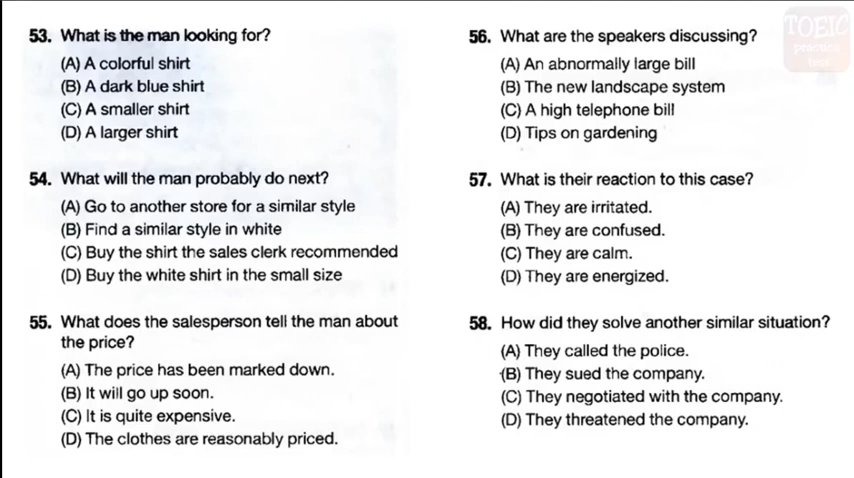 53. What is the man looking for?
(A) A colorful shirt
(B) A dark blue shirt
(C) A smaller shirt
(D) A larger shirt
54. What will the man probably do next?
(A) Go to another store for a similar style
(B) Find a similar style in white
(C) Buy the shirt the sales clerk recommended
(D) Buy the white shirt in the small size
55. What does the salesperson tell the man about
the price?
(A) The price has been marked down.
(B) It will go up soon.
(C) It is quite expensive.
(D) The clothes are reasonably priced.
56. What are the speakers discussing?
(A) An abnormally large bill
(B) The new landscape system
(C) A high telephone bill
(D) Tips on gardening
57. What is their reaction to this case?
(A) They are irritated.
(B) They are confused.
(C) They are calm.
(D) They are energized.
58. How did they solve another similar situation?
(A) They called the police.
(B) They sued the company.
(C) They negotiated with the company.
(D) They threatened the company.
TOEIC
practice
test